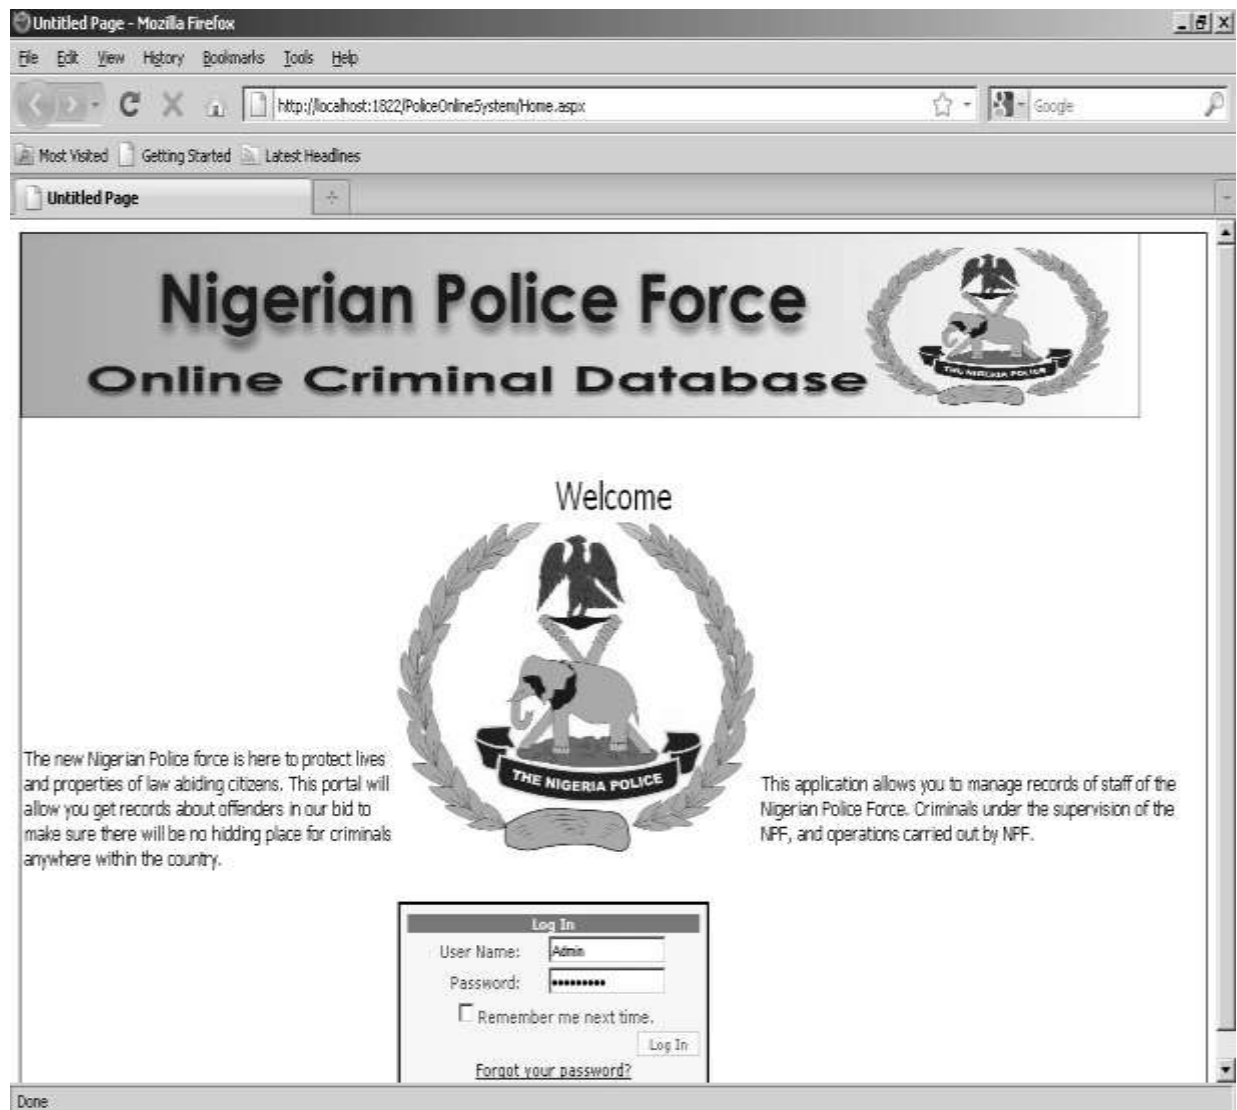 Untitled Page - Mozilla Firefox
File Edit View History Bookmarks Tools Help
http://localhost:1822/PoliceOnlineSystem/Home.aspx
Google
Most Visited Getting Started Latest Headlines
Untitled Page
Nigerian Police Force
Online Criminal Database
THE NIGERIA POLICE
Welcome
THE NIGERIA POLICE
The new Nigerian Police force is here to protect lives
and properties of law abiding citizens. This portal will
allow you get records about offenders in our bid to
make sure there will be no hidding place for criminals
anywhere within the country.
This application allows you to manage records of staff of the
Nigerian Police Force. Criminals under the supervision of the
NPF, and operations carried out by NPF.
Log In
User Name: Admin
Password: •••••••••
Remember me next time.
Log In
Forgot your password?
Done